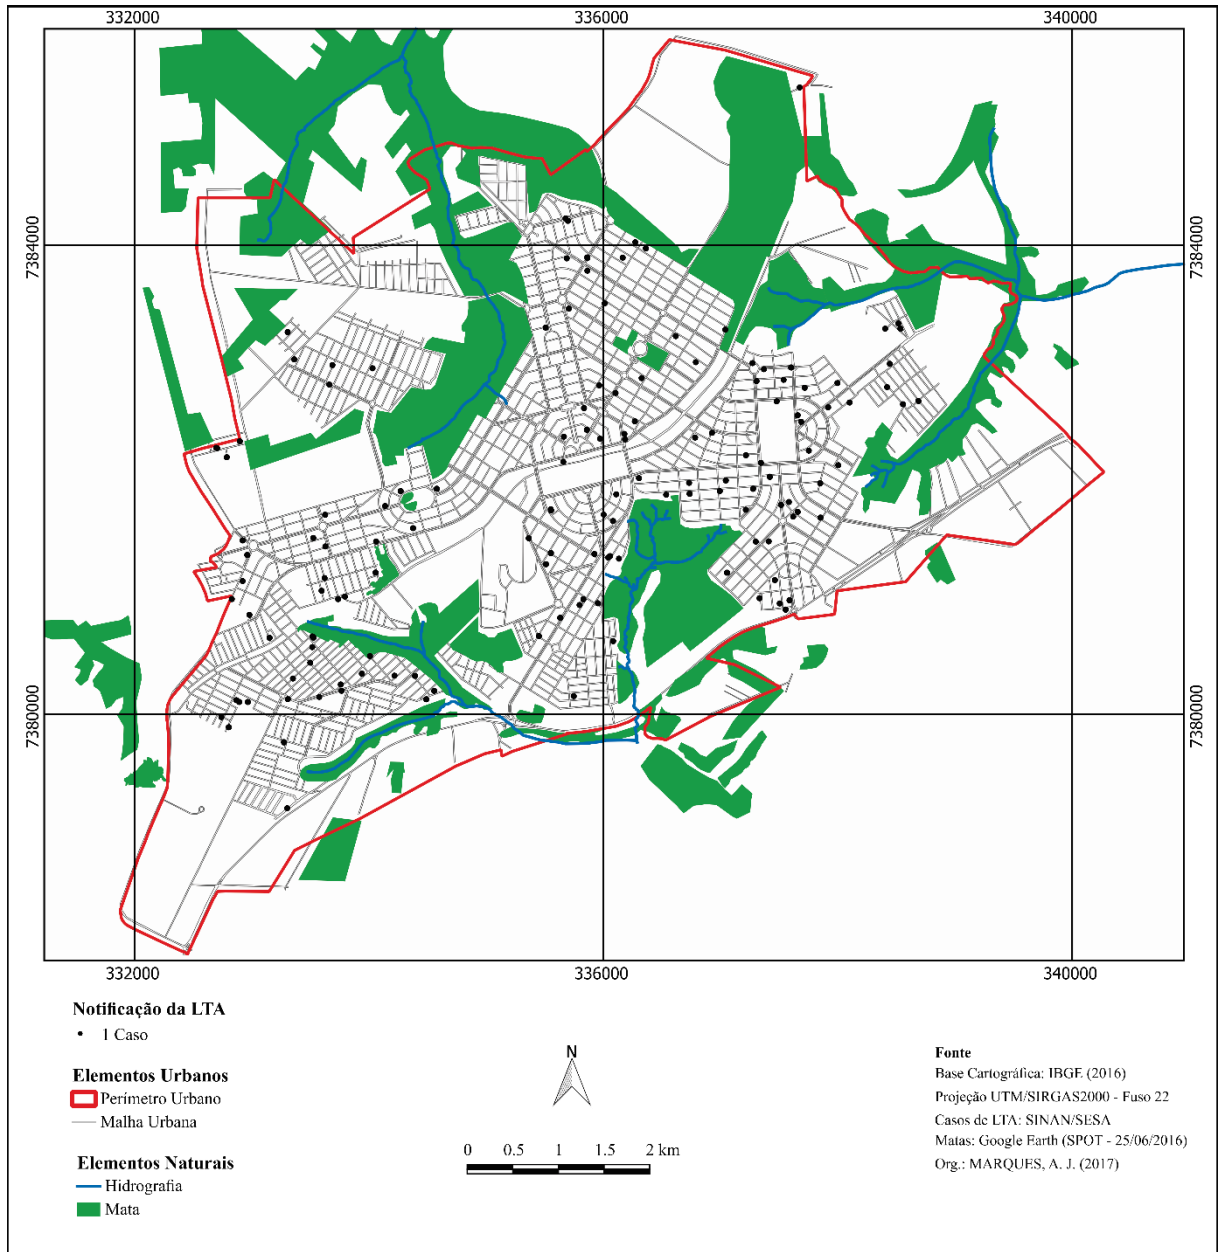 332000 336000 340000
7384000 7384000
7380000 7380000
332000 336000 340000
Notificação da LTA
1 Caso
Elementos Urbanos
Perímetro Urbano
Malha Urbana
Elementos Naturais
Hidrografia
Mata
N
0 0.5 1 1.5 2 km
Fonte
Base Cartográfica: IBGE (2016)
Projeção UTM/SIRGAS2000 - Fuso 22
Casos de LTA: SINAN/SESA
Matas: Google Earth (SPOT - 25/06/2016)
Org.: MARQUES, A. J. (2017)